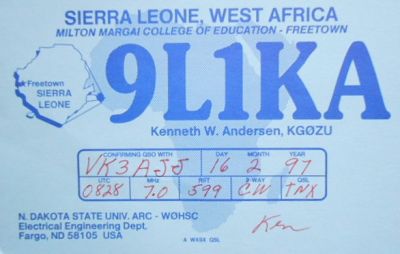 SIERRA LEONE, WEST AFRICA
MILTON MARGAI COLLEGE OF EDUCATION - FREETOWN
9L1KA
Freetown
SIERRA
LEONE
Kenneth W. Andersen, KGØZU
CONFIRMING QSO WITH DAY MONTH YEAR
VK3AJJ 16 2 97
UTC MHz RST 2-WAY QSL
0828 7.0 599 CW TNX
N. DAKOTA STATE UNIV. ARC - WØHSC
Electrical Engineering Dept.
Fargo, ND 58105 USA
Ken
A WX9X QSL